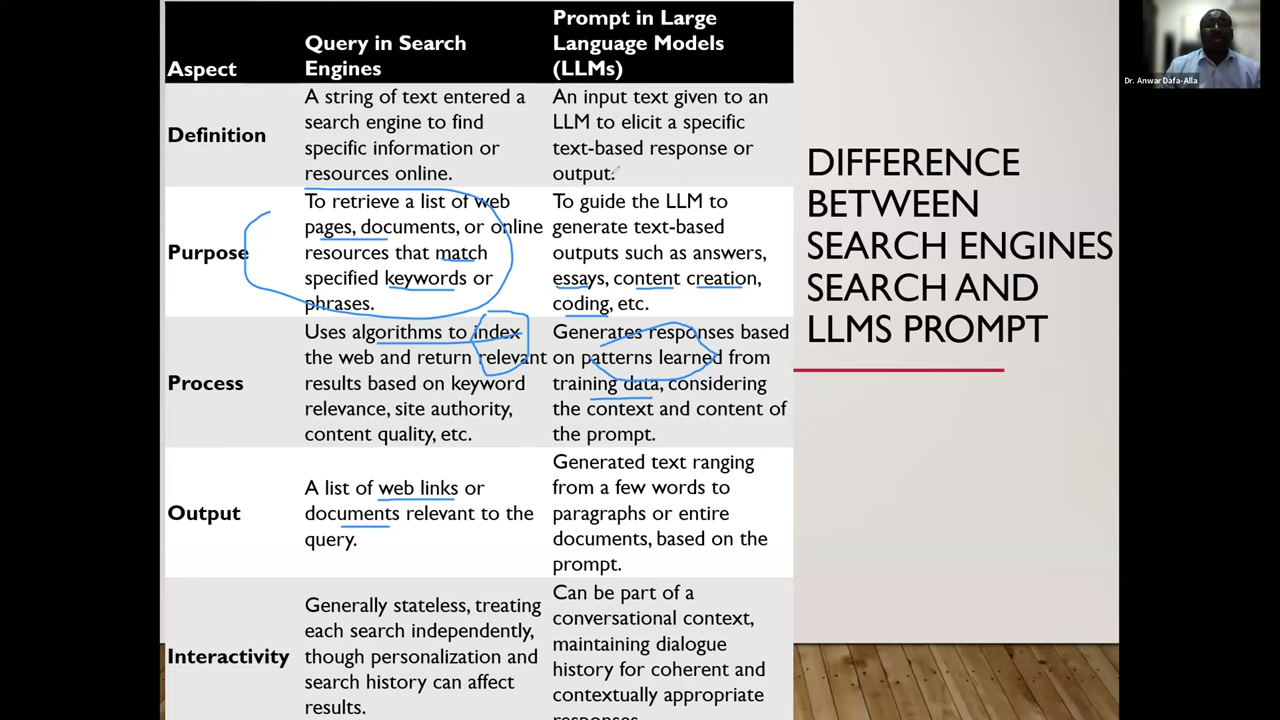 Aspect
Query in Search
Engines
Prompt in Large
Language Models
(LLMs)
Definition
A string of text entered a
search engine to find
specific information or
resources online.
An input text given to an
LLM to elicit a specific
text-based response or
output.
Purpose
To retrieve a list of web
pages, documents, or online
resources that match
specified keywords or
phrases.
To guide the LLM to
generate text-based
outputs such as answers,
essays, content creation,
coding, etc.
Process
Uses algorithms to index
the web and return relevant
results based on keyword
relevance, site authority,
content quality, etc.
Generates responses based
on patterns learned from
training data, considering
the context and content of
the prompt.
Output
A list of web links or
documents relevant to the
query.
Generated text ranging
from a few words to
paragraphs or entire
documents, based on the
prompt.
Interactivity
Generally stateless, treating
each search independently,
though personalization and
search history can affect
results.
Can be part of a
conversational context,
maintaining dialogue
history for coherent and
contextually appropriate
responses.
DIFFERENCE
BETWEEN
SEARCH ENGINES
SEARCH AND
LLMS PROMPT
Dr. Anwar Dafa-Alla